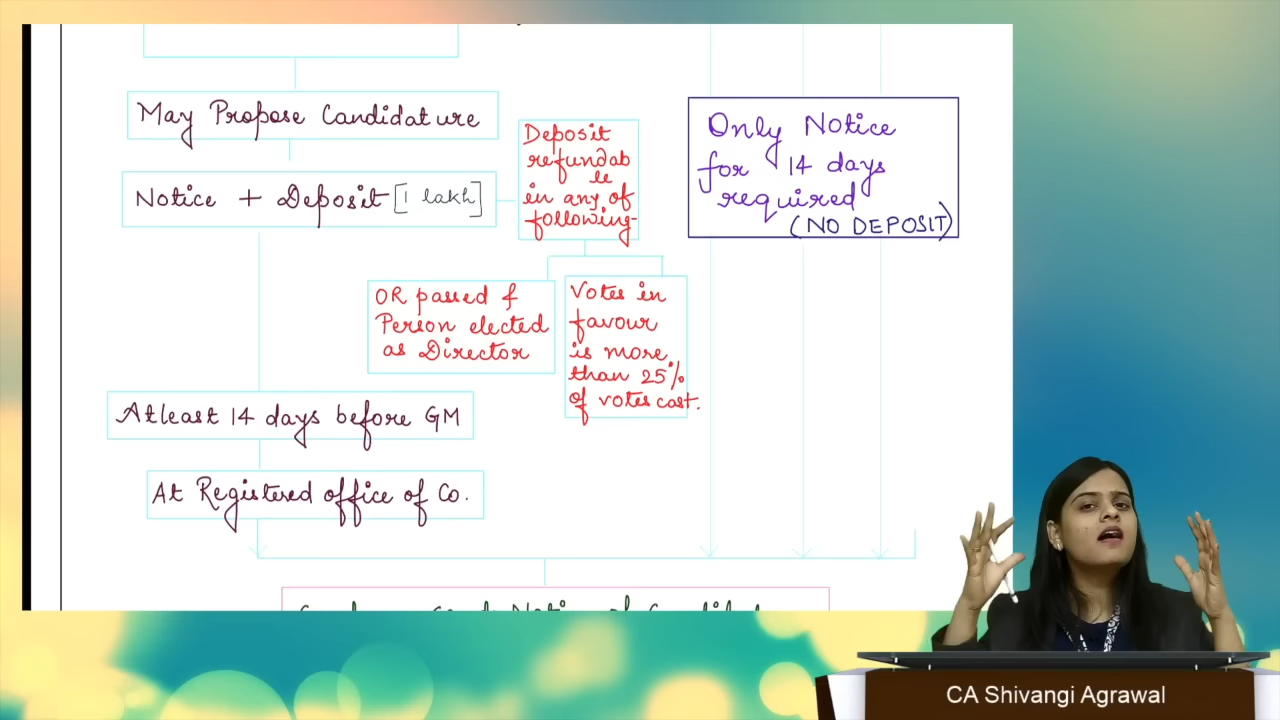 May Propose Candidature
Notice + Deposit [1 lakh]
Deposit
refundab
le
in any of
following-
Only Notice
for 14 days
required
(NO DEPOSIT)
OR passed &
Person elected
as Director
Votes in
favour
is more
than 25%
of votes cast.
Atleast 14 days before GM
At Registered office of Co.
CA Shivangi Agrawal